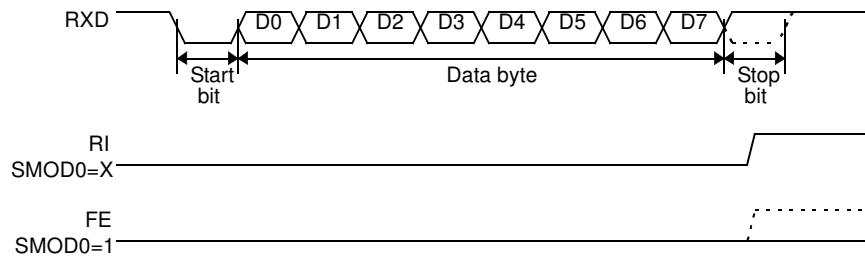 RXD
D0 D1 D2 D3 D4 D5 D6 D7
Start
bit
Data byte
Stop
bit
RI
SMOD0=X
FE
SMOD0=1